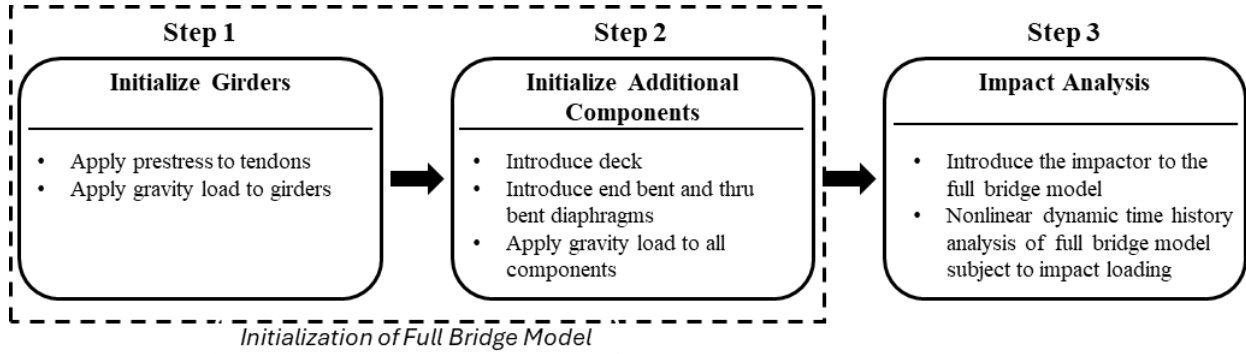 Step 1
Initialize Girders
• Apply prestress to tendons
• Apply gravity load to girders
Step 2
Initialize Additional
Components
• Introduce deck
• Introduce end bent and thru
bent diaphragms
• Apply gravity load to all
components
Step 3
Impact Analysis
• Introduce the impactor to the
full bridge model
• Nonlinear dynamic time history
analysis of full bridge model
subject to impact loading
Initialization of Full Bridge Model